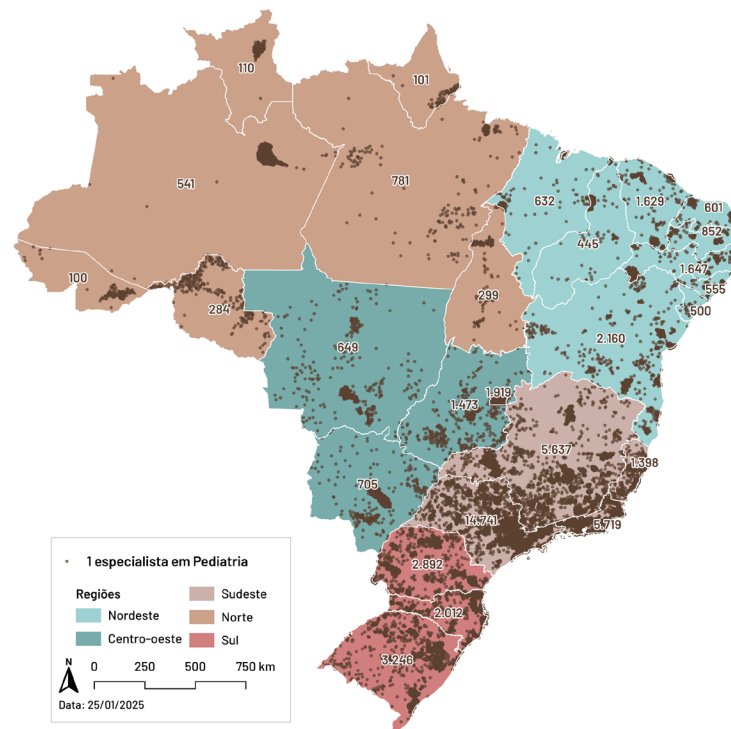 110
101
541
781
632
1.629
601
852
445
1.647
555
500
100
284
299
2.160
649
1.473
1.919
5.637
1.398
705
14.741
5.719
2.892
2.012
3.246
1 especialista em Pediatria
Regiões
Nordeste
Centro-oeste
Sudeste
Norte
Sul
N
0 250 500 750 km
Data: 25/01/2025